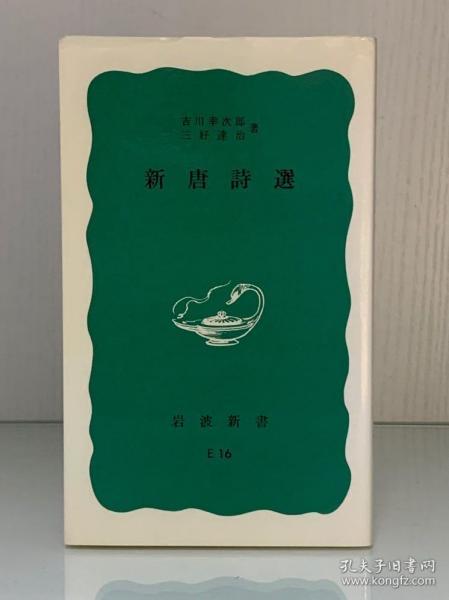 吉川幸次郎
三好達治 著
新唐詩選
岩波新書
E 16
孔夫子旧书网
www.kongfz.com